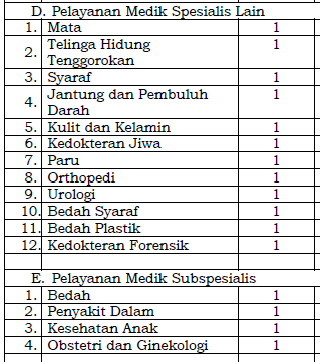 D. Pelayanan Medik Spesialis Lain
1. Mata 1
2. Telinga Hidung Tenggorokan 1
3. Syaraf 1
4. Jantung dan Pembuluh Darah 1
5. Kulit dan Kelamin 1
6. Kedokteran Jiwa 1
7. Paru 1
8. Orthopedi 1
9. Urologi 1
10. Bedah Syaraf 1
11. Bedah Plastik 1
12. Kedokteran Forensik 1
E. Pelayanan Medik Subspesialis
1. Bedah 1
2. Penyakit Dalam 1
3. Kesehatan Anak 1
4. Obstetri dan Ginekologi 1